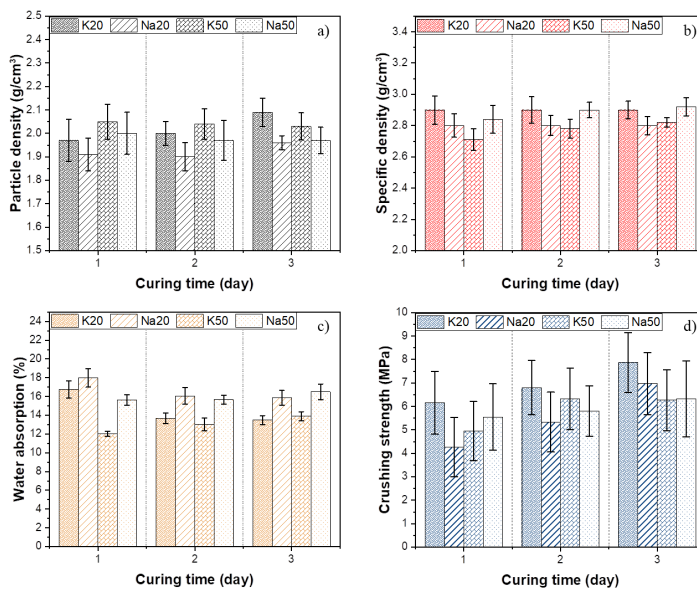 K20 Na20 K50 Na50
a)
Particle density (g/cm³)
2.5
2.4
2.3
2.2
2.1
2.0
1.9
1.8
1.7
1.6
1.5
1 2 3
Curing time (day)
K20 Na20 K50 Na50
b)
Specific density (g/cm³)
3.4
3.2
3.0
2.8
2.6
2.4
2.2
2.0
1 2 3
Curing time (day)
K20 Na20 K50 Na50
c)
Water absorption (%)
24
22
20
18
16
14
12
10
8
6
4
2
0
1 2 3
Curing time (day)
K20 Na20 K50 Na50
d)
Crushing strength (MPa)
10
9
8
7
6
5
4
3
2
1
0
1 2 3
Curing time (day)